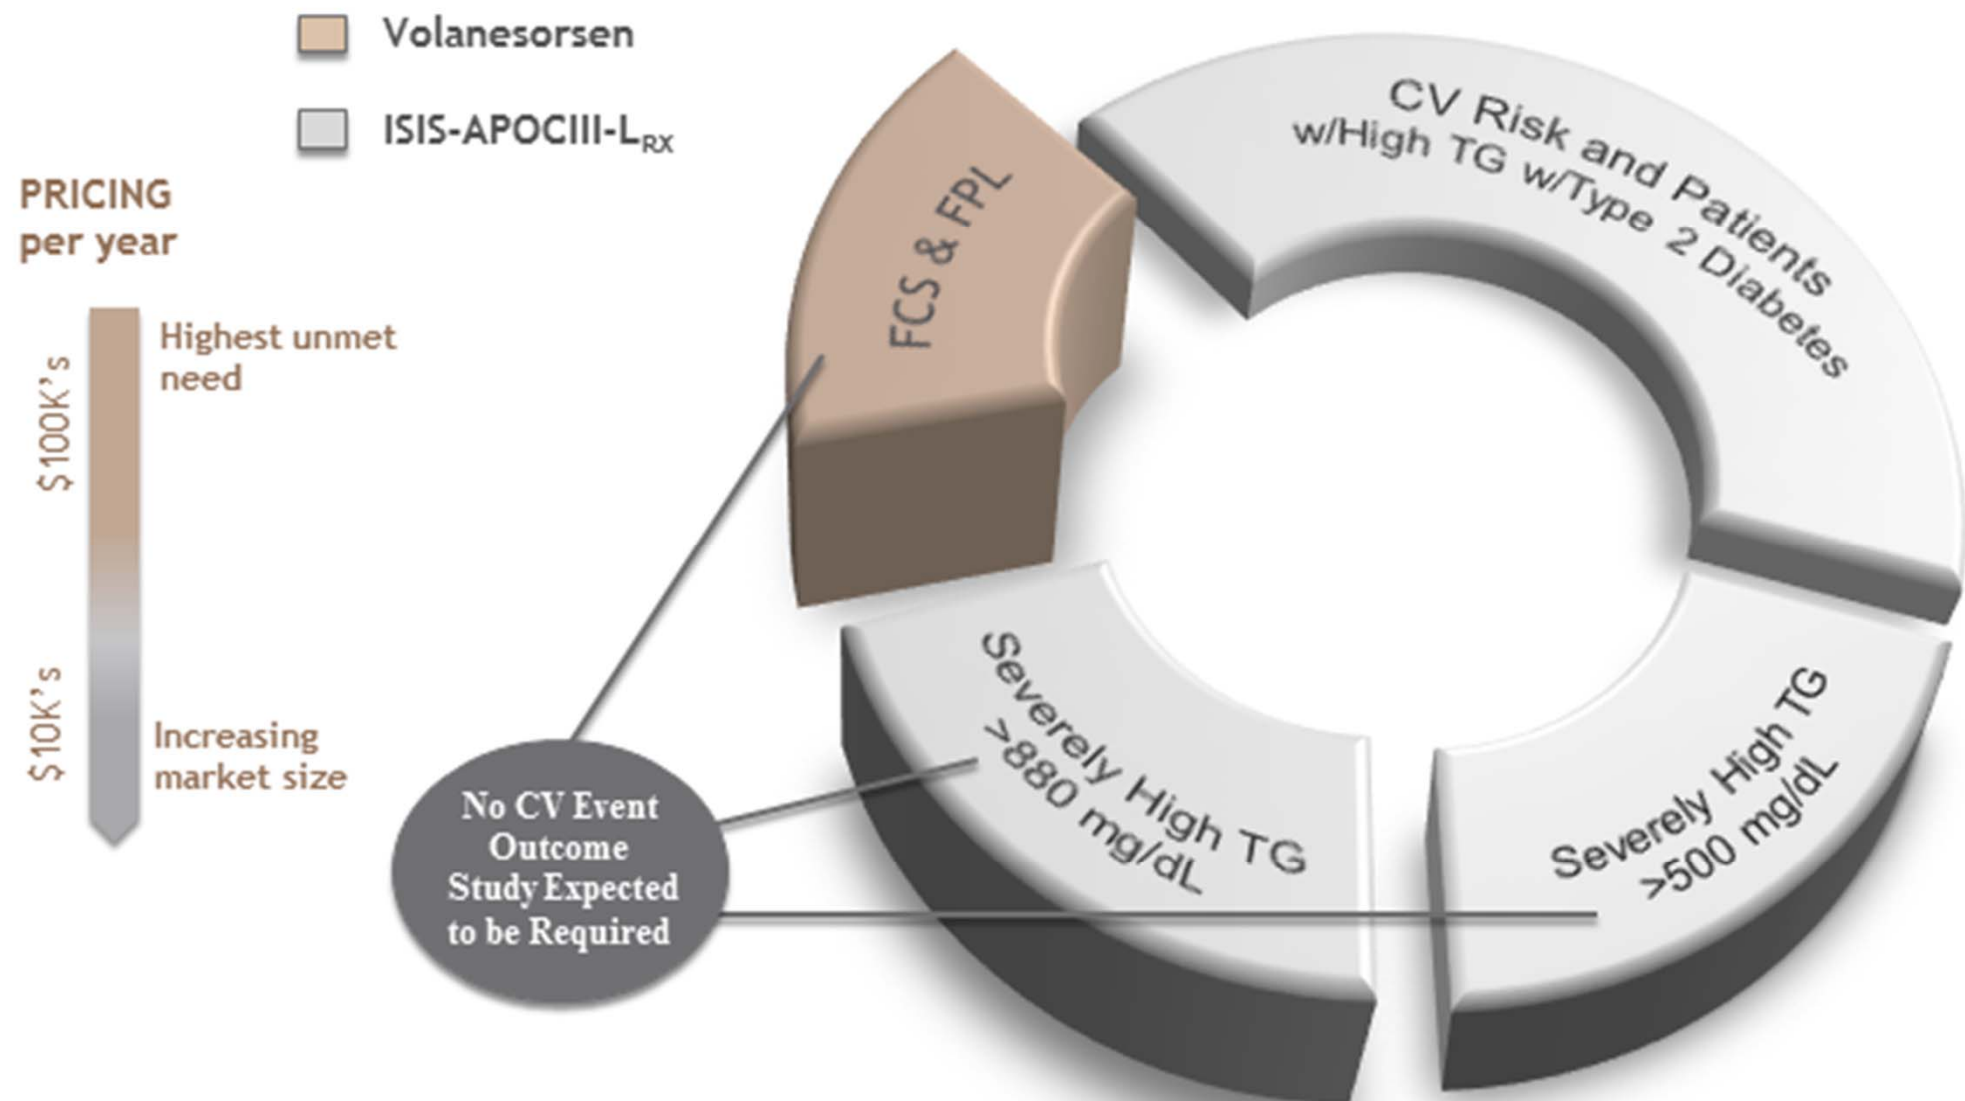 Volanesorsen
ISIS-APOCIII-LRX
PRICING
per year
$100K's
Highest unmet
need
$10K's
Increasing
market size
FCS & FPL
CV Risk and Patients
w/High TG w/Type 2 Diabetes
Severely High TG
>880 mg/dL
Severely High TG
>500 mg/dL
No CV Event
Outcome
Study Expected
to be Required